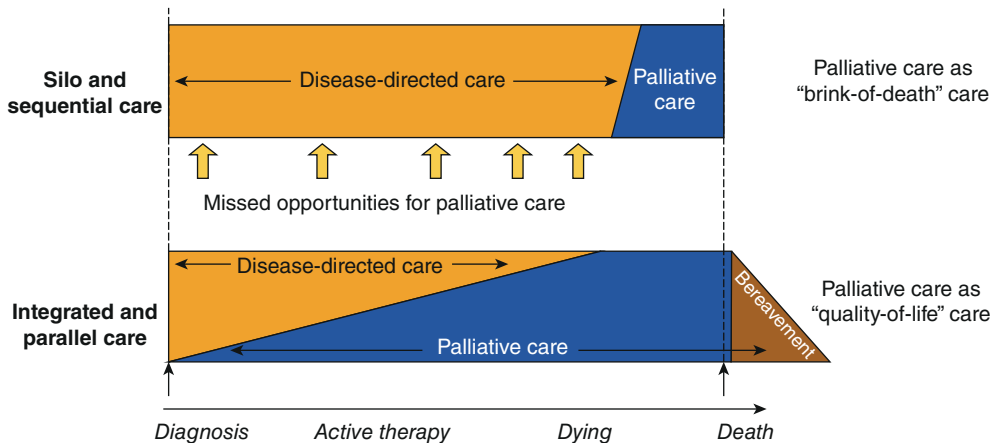 Silo and
sequential care
Disease-directed care
Palliative
care
Palliative care as
“brink-of-death” care
Missed opportunities for palliative care
Integrated and
parallel care
Disease-directed care
Palliative care
Bereavement
Palliative care as
“quality-of-life” care
Diagnosis
Active therapy
Dying
Death